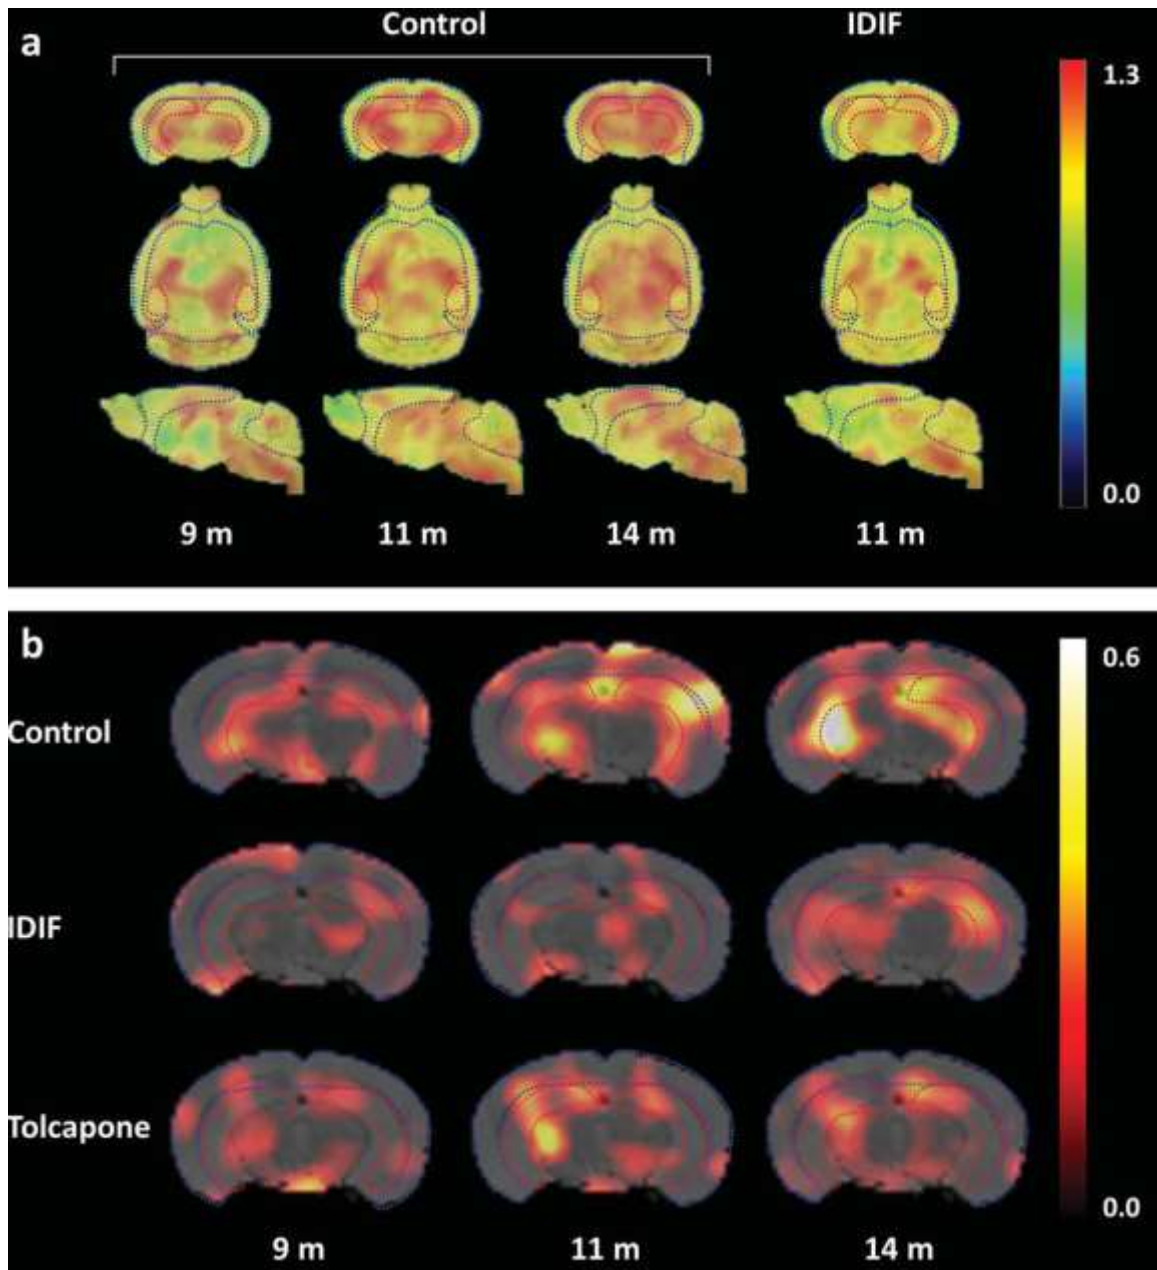 a
Control IDIF
1.3
0.0
9 m 11 m 14 m 11 m
b
0.6
Control
IDIF
Tolcapone
0.0
9 m 11 m 14 m